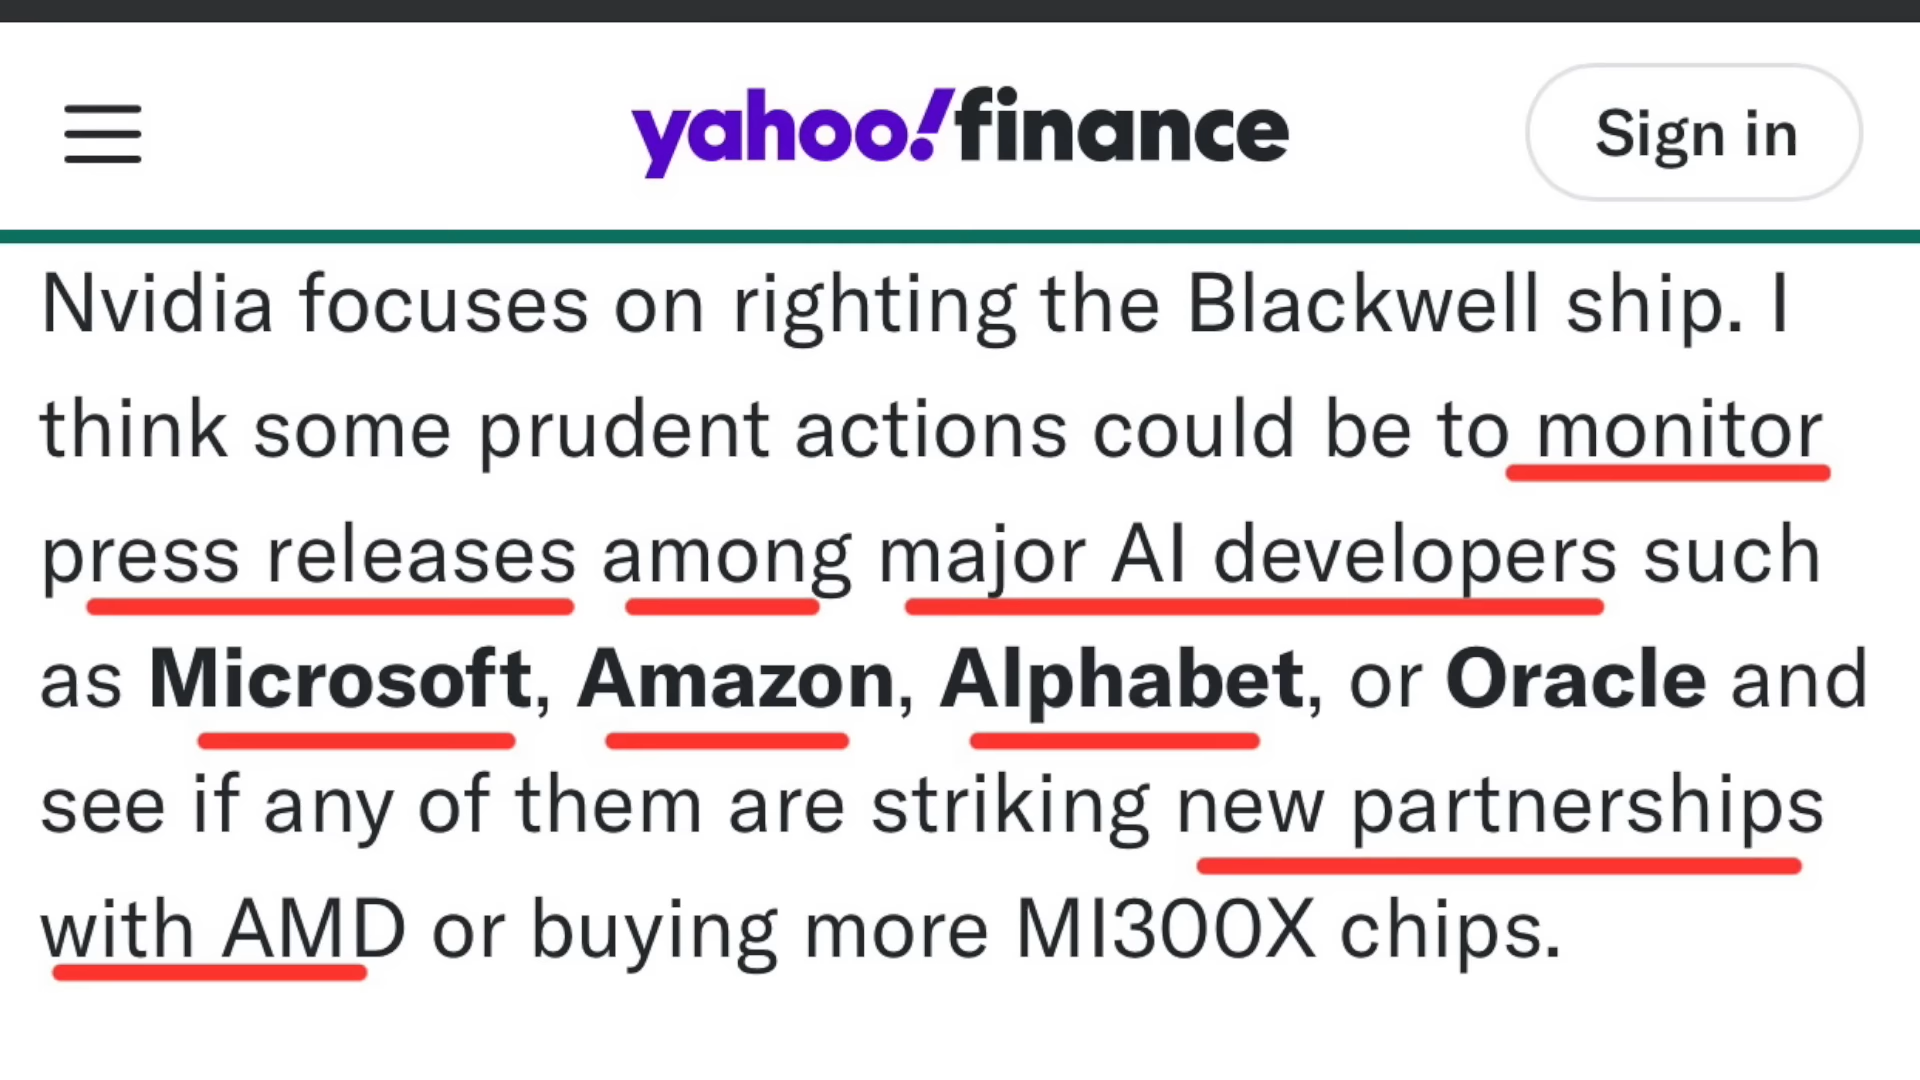 yahoo!finance
Sign in
Nvidia focuses on righting the Blackwell ship. I
think some prudent actions could be to monitor
press releases among major AI developers such
as Microsoft, Amazon, Alphabet, or Oracle and
see if any of them are striking new partnerships
with AMD or buying more MI300X chips.